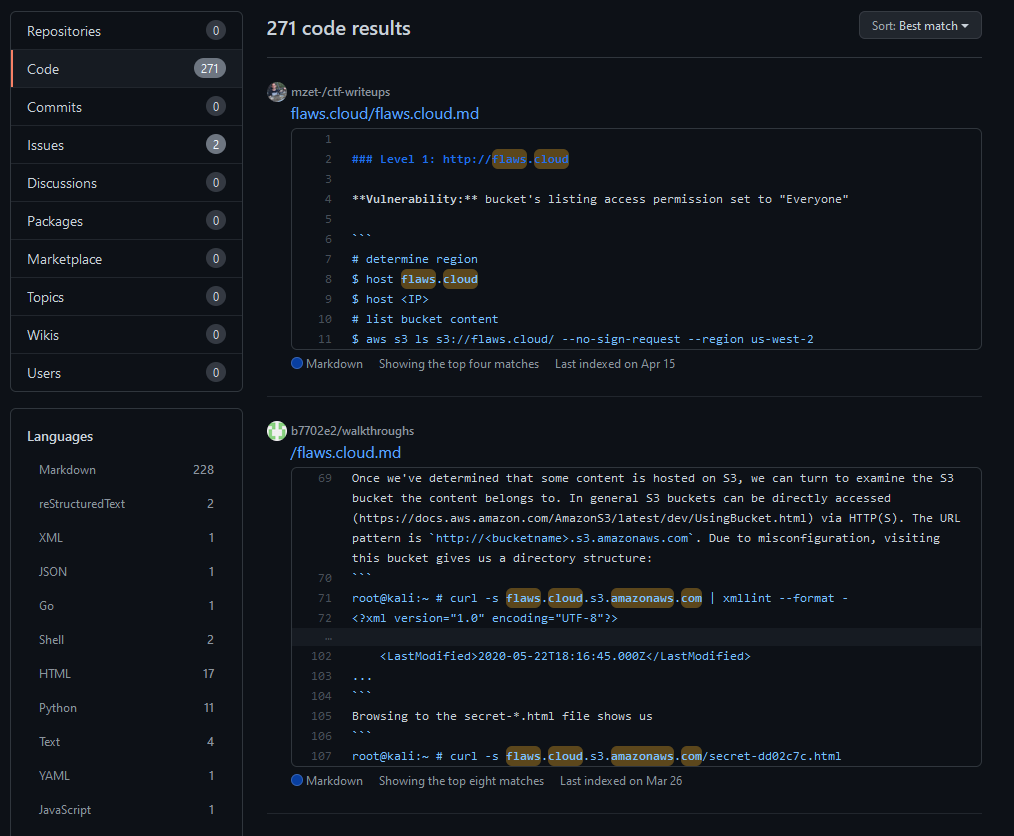 Repositories 0
Code 271
Commits 0
Issues 2
Discussions 0
Packages 0
Marketplace 0
Topics 0
Wikis 0
Users 0
Languages
Markdown 228
reStructuredText 2
XML 1
JSON 1
Go 1
Shell 2
HTML 17
Python 11
Text 4
YAML 1
JavaScript 1
271 code results
Sort: Best match
mzet-/ctf-writeups
flaws.cloud/flaws.cloud.md
1
2 ### Level 1: http://flaws.cloud
3
4 **Vulnerability:** bucket's listing access permission set to "Everyone"
5
6 ```
7 # determine region
8 $ host flaws.cloud
9 $ host <IP>
10 # list bucket content
11 $ aws s3 ls s3://flaws.cloud/ --no-sign-request --region us-west-2
Markdown Showing the top four matches Last indexed on Apr 15
b7702e2/walkthroughs
/flaws.cloud.md
69 Once we've determined that some content is hosted on S3, we can turn to examine the S3
bucket the content belongs to. In general S3 buckets can be directly accessed
(https://docs.aws.amazon.com/AmazonS3/latest/dev/UsingBucket.html) via HTTP(S). The URL
pattern is `http://<bucketname>.s3.amazonaws.com`. Due to misconfiguration, visiting
this bucket gives us a directory structure:
70 ```
71 root@kali:~ # curl -s flaws.cloud.s3.amazonaws.com | xmllint --format -
72 <?xml version="1.0" encoding="UTF-8"?>
…
102 <LastModified>2020-05-22T18:16:45.000Z</LastModified>
103 ...
104 ```
105 Browsing to the secret-*.html file shows us
106 ```
107 root@kali:~ # curl -s flaws.cloud.s3.amazonaws.com/secret-dd02c7c.html
Markdown Showing the top eight matches Last indexed on Mar 26